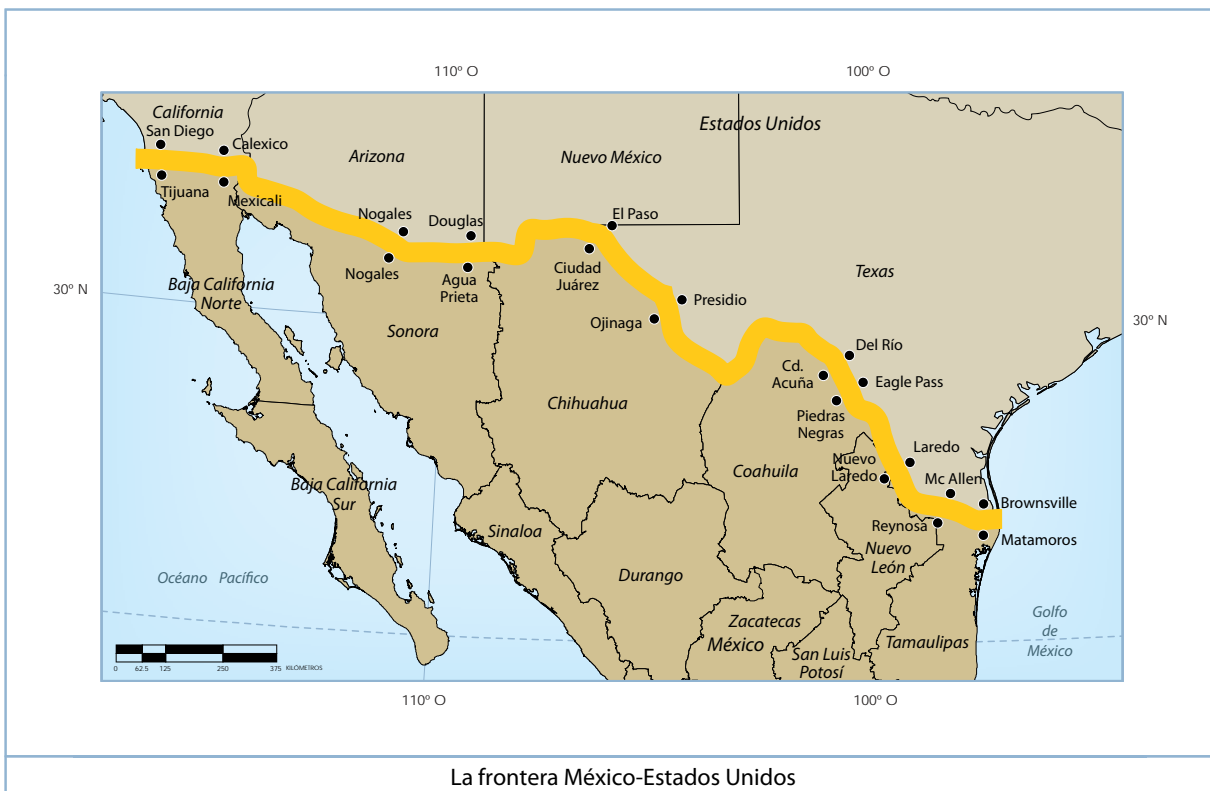 110º O
100º O
California
San Diego
Calexico
Arizona
Nuevo México
Estados Unidos
Tijuana
Mexicali
Nogales
Douglas
El Paso
Nogales
Agua
Prieta
Ciudad
Juárez
Texas
30º N
Baja California
Norte
Sonora
Ojinaga
Presidio
30º N
Del Río
Cd.
Acuña
Eagle Pass
Chihuahua
Piedras
Negras
Coahuila
Nuevo
Laredo
Laredo
Mc Allen
Brownsville
Baja California
Sur
Sinaloa
Reynosa
Matamoros
Nuevo
León
Océano Pacífico
Durango
Zacatecas
México
San Luis
Potosí
Tamaulipas
Golfo
de
México
0 62.5 125 250 375 KILÓMETROS
110º O
100º O
La frontera México-Estados Unidos